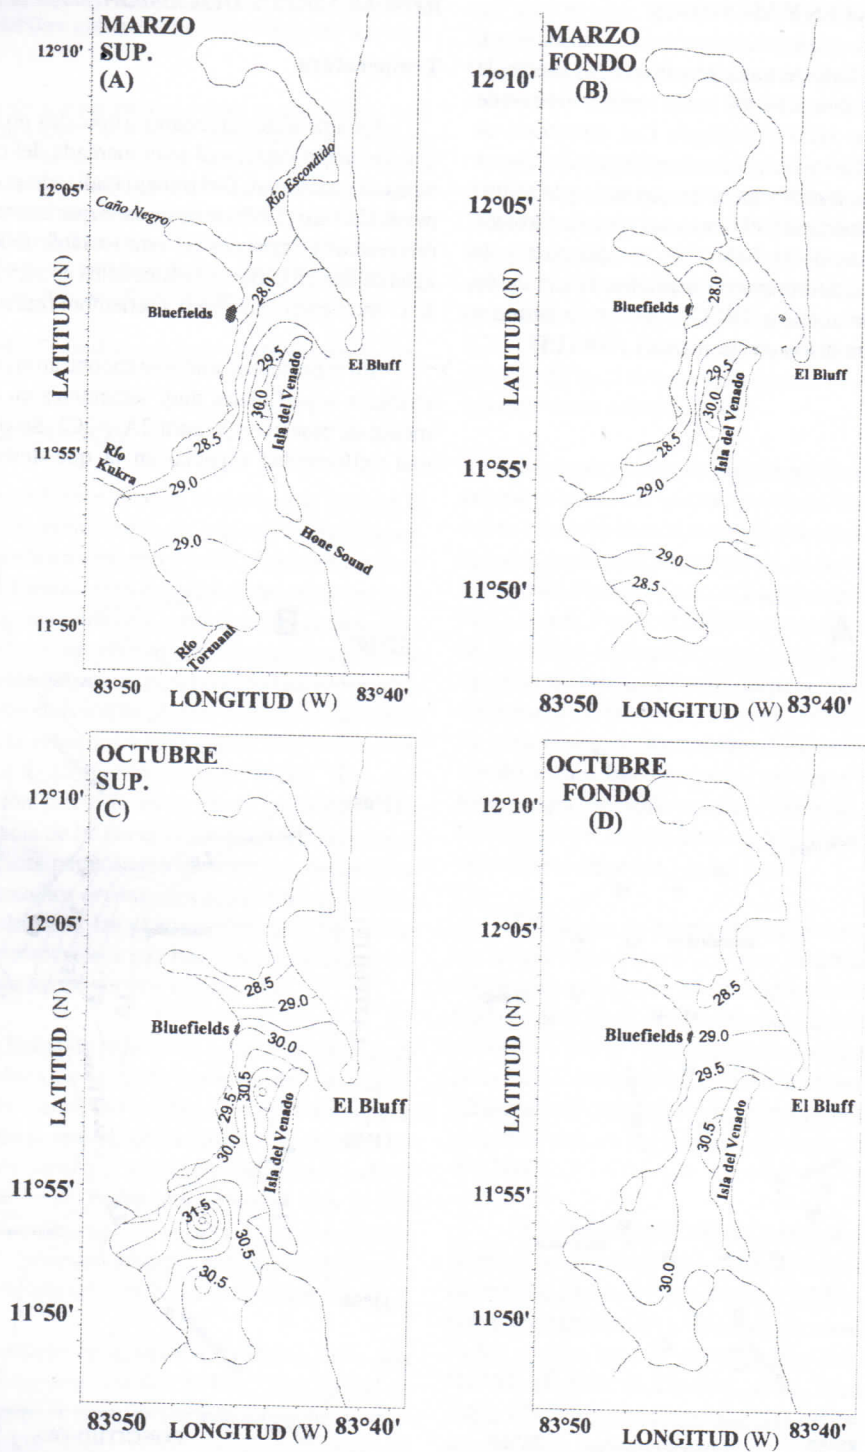 MARZO
SUP.
(A)
12°10'
12°05'
11°55'
11°50'
LATITUD (N)
Caño Negro
Río Escondido
28.0
Bluefields
El Bluff
29.5
30.0
Isla del Venado
28.5
Río
Kukra
29.0
29.0
Hone Sound
Río
Torsuani
83°50
LONGITUD (W)
83°40'
MARZO
FONDO
(B)
12°10'
12°05'
11°55'
11°50'
LATITUD (N)
28.0
Bluefields
El Bluff
29.5
30.0
Isla del Venado
28.5
29.0
29.0
28.5
83°50
LONGITUD (W)
83°40'
OCTUBRE
SUP.
(C)
12°10'
12°05'
11°55'
11°50'
LATITUD (N)
28.5
29.0
Bluefields
30.0
30.5
29.5
El Bluff
30.0
Isla del Venado
31.5
30.5
30.5
83°50
LONGITUD (W)
83°40'
OCTUBRE
FONDO
(D)
12°10'
12°05'
11°55'
11°50'
LATITUD (N)
28.5
Bluefields
29.0
29.5
El Bluff
30.5
Isla del Venado
30.0
83°50
LONGITUD (W)
83°40'